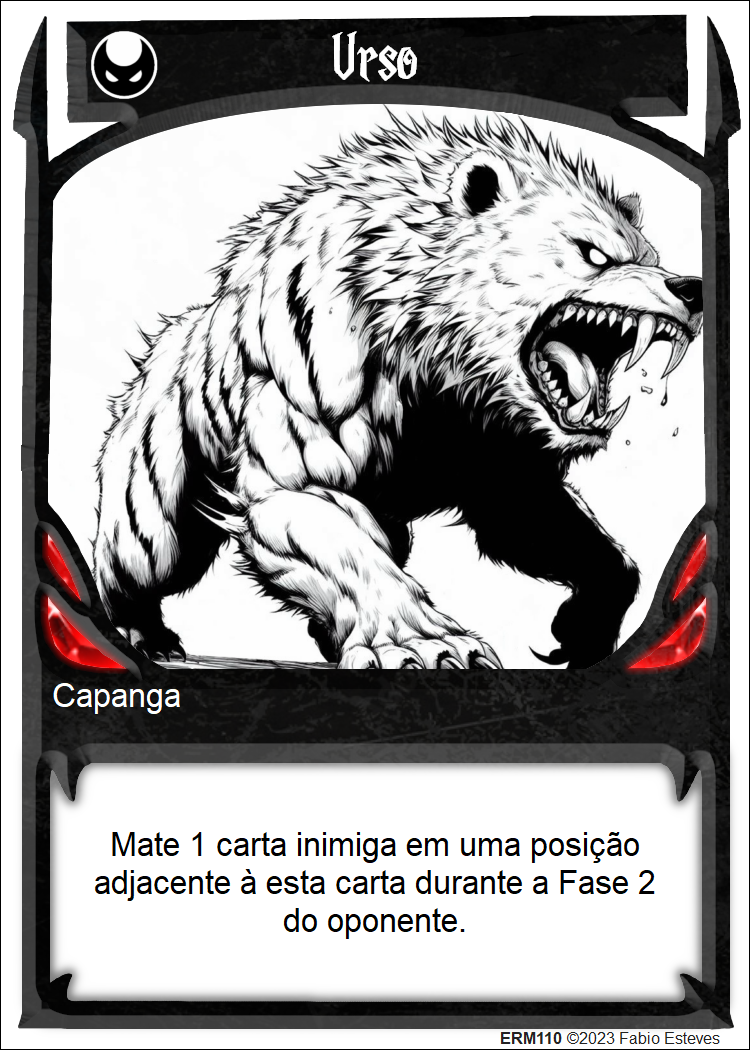 Urso
Capanga
Mate 1 carta inimiga em uma posição
adjacente à esta carta durante a Fase 2
do oponente.
ERM110 ©2023 Fabio Esteves